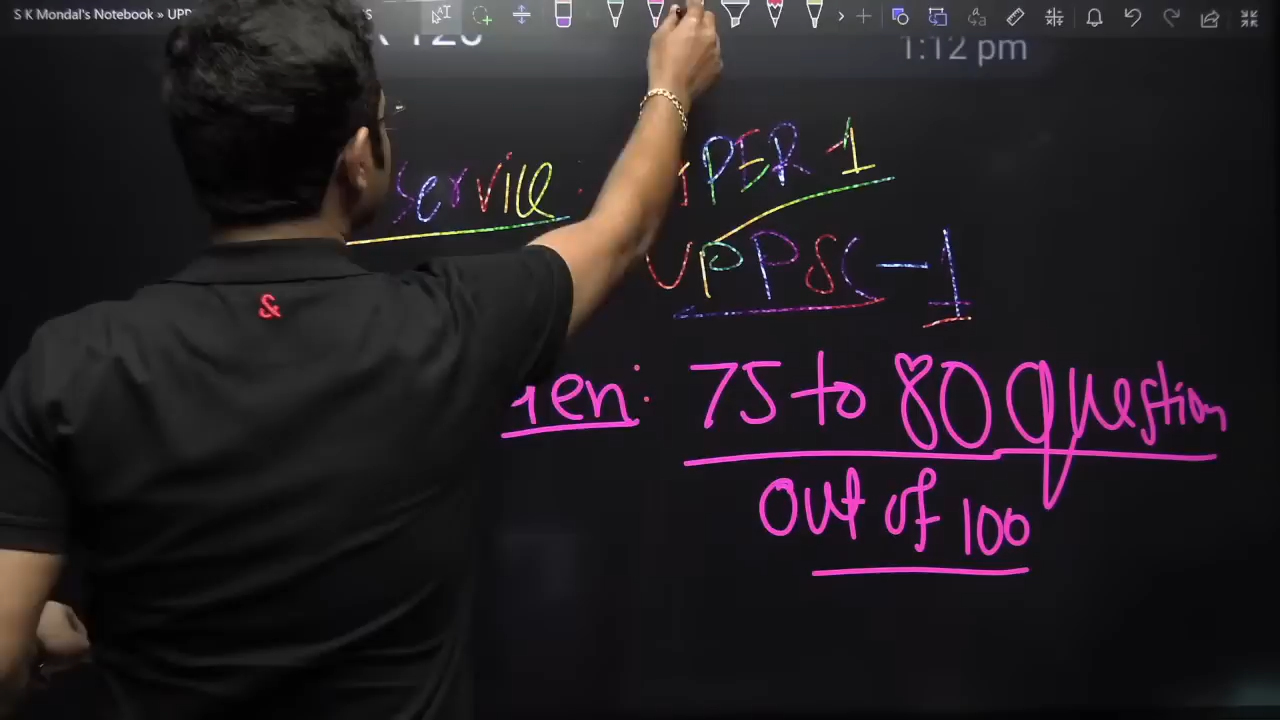 S K Mondal's Notebook » UPP
1:12 pm
Service: PER 1
UPPSC-1
en: 75 to 80 Question
Out of 100
&